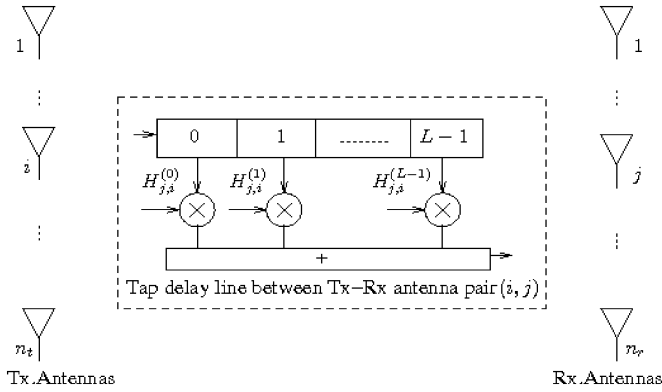 1 1
⋮ ⋮
0 1 ......... L − 1
i j
H_{j,i}^{(0)} H_{j,i}^{(1)} H_{j,i}^{(L−1)}
× × ×
⋮ ⋮
+
Tap delay line between Tx−Rx antenna pair (i, j)
n_t n_r
Tx.Antennas Rx.Antennas